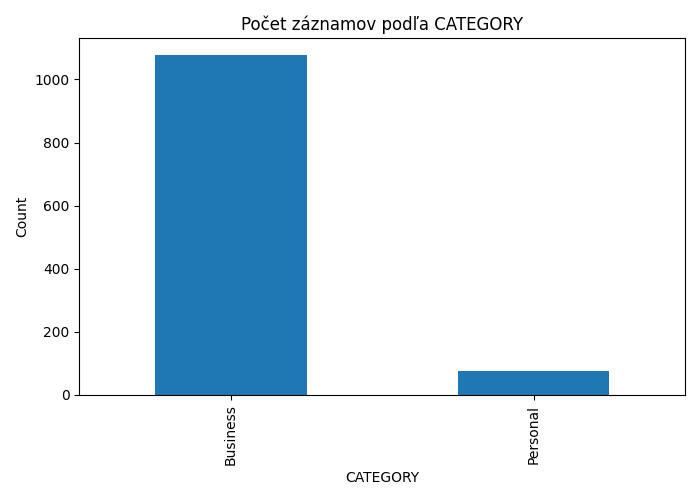 Počet záznamov podľa CATEGORY
Count
1000
800
600
400
200
0
Business
Personal
CATEGORY